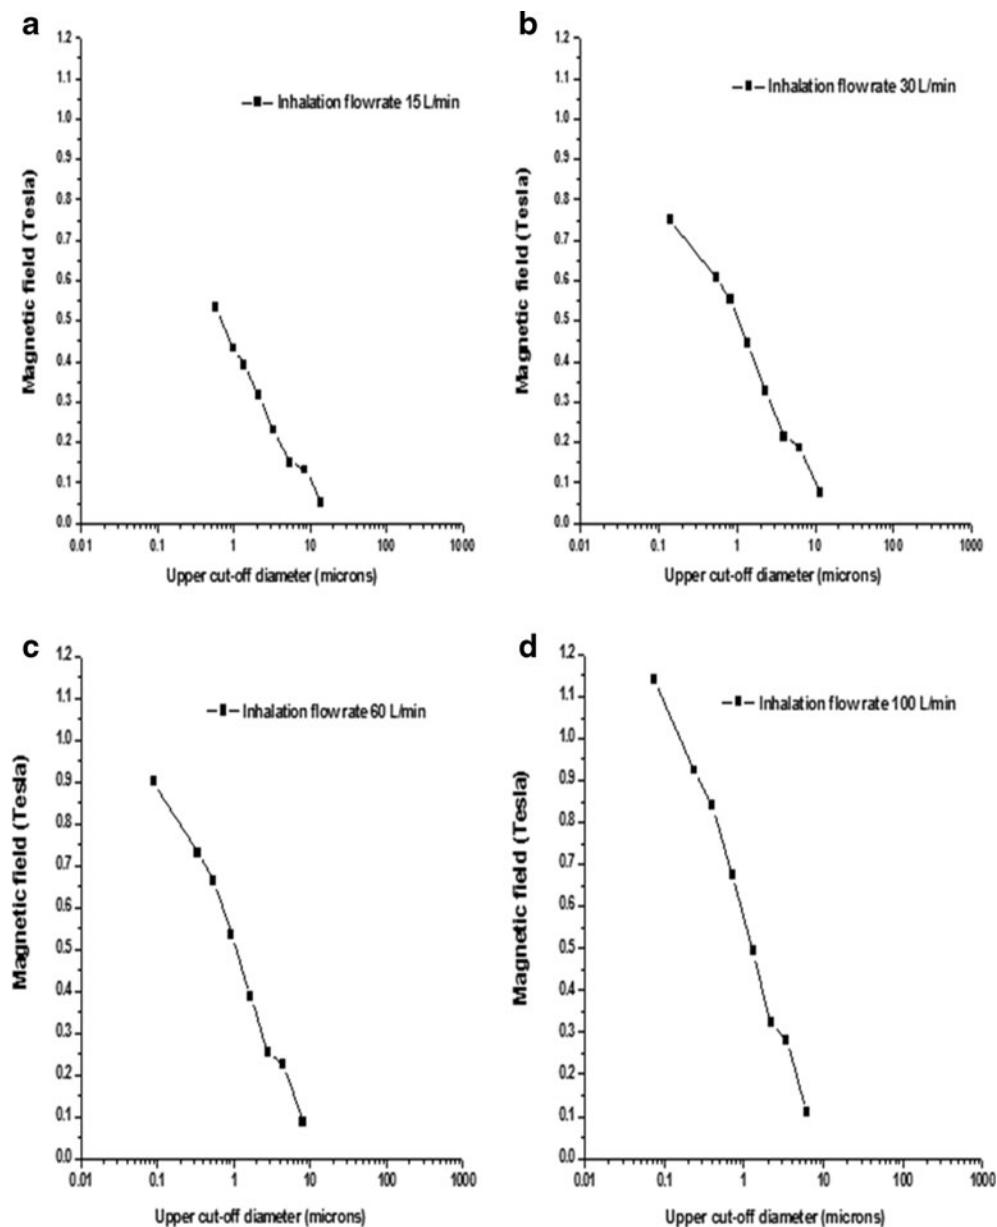 a
1.2
1.1
1.0
0.9
0.8
0.7
0.6
0.5
0.4
0.3
0.2
0.1
0.0
Magnetic field (Tesla)
Inhalation flowrate 15 L/min
0.01 0.1 1 10 100 1000
Upper cut-off diameter (microns)
b
1.2
1.1
1.0
0.9
0.8
0.7
0.6
0.5
0.4
0.3
0.2
0.1
0.0
Magnetic field (Tesla)
Inhalation flow rate 30 L/min
0.01 0.1 1 10 100 1000
Upper cut-off diameter (microns)
c
1.2
1.1
1.0
0.9
0.8
0.7
0.6
0.5
0.4
0.3
0.2
0.1
0.0
Magnetic field (Tesla)
Inhalation flow rate 60 L/min
0.01 0.1 1 10 100 1000
Upper cut-off diameter (microns)
d
1.2
1.1
1.0
0.9
0.8
0.7
0.6
0.5
0.4
0.3
0.2
0.1
0.0
Magnetic field (Tesla)
Inhalation flow rate 100 L/min
0.01 0.1 1 10 100 1000
Upper cut-off diameter (microns)